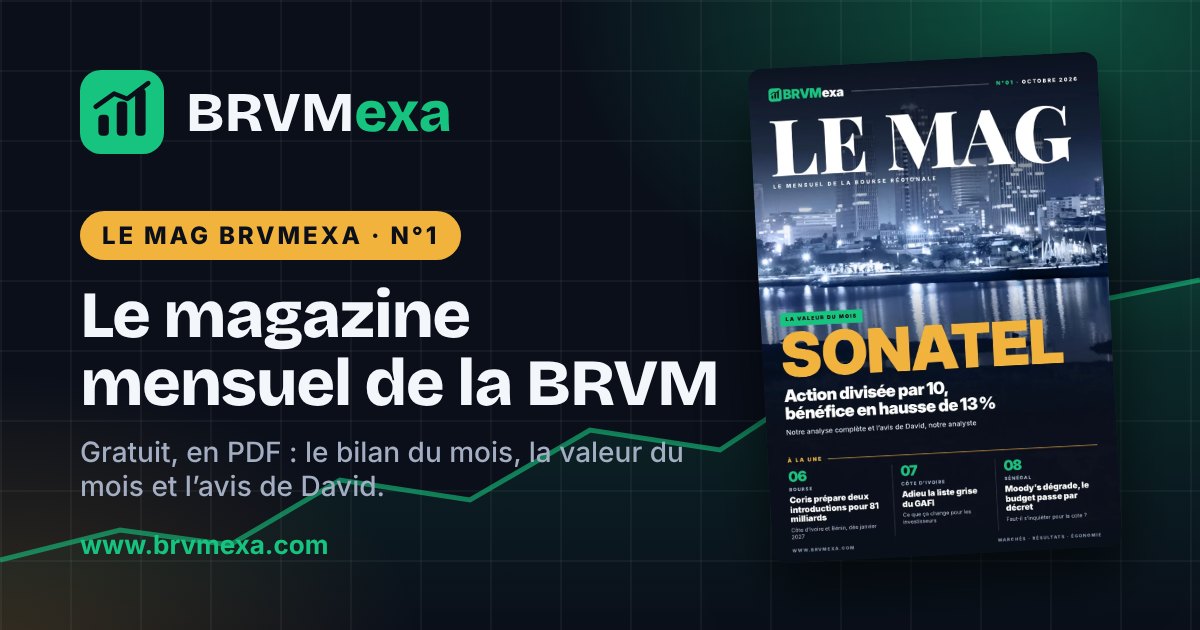 BRVMexa
LE MAG BRVMEXA · N°1
Le magazine
mensuel de la BRVM
Gratuit, en PDF : le bilan du mois, la valeur du
mois et l’avis de David.
www.brvmexa.com
BRVMexa
N°01 · OCTOBRE 2026
LE MAG
LE MENSUEL DE LA BOURSE RÉGIONALE
LA VALEUR DU MOIS
SONATEL
Action divisée par 10,
bénéfice en hausse de 13 %
Notre analyse complète et l’avis de David, notre analyste
À LA UNE
06
BOURSE
Coris prépare deux
introductions pour 81
milliards
Côte d’Ivoire et Bénin, dès janvier
2027
07
CÔTE D’IVOIRE
Adieu la liste grise
du GAFI
Ce que ça change pour les
investisseurs
08
SÉNÉGAL
Moody’s dégrade, le
budget passe par
décret
Faut-il s’inquiéter pour la cote ?
WWW.BRVMEXA.COM
MARCHÉS · RÉSULTATS · ÉCONOMIE